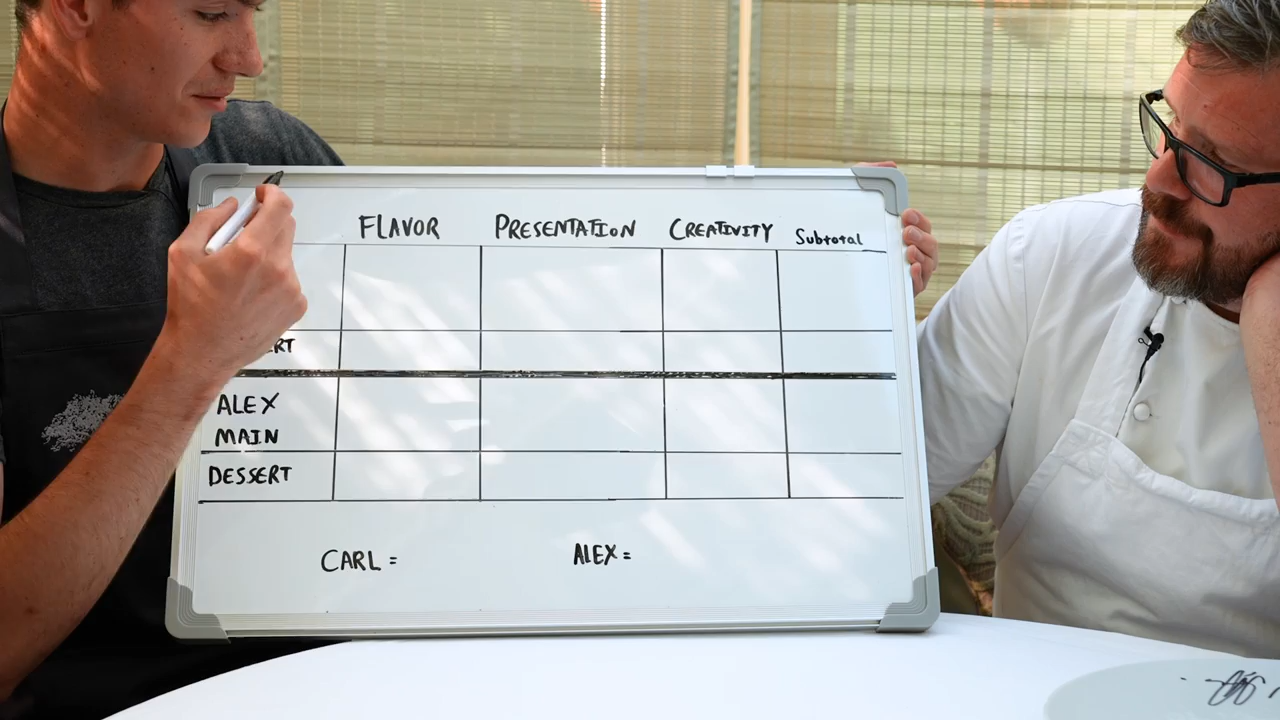 FLAVOR PRESENTATION CREATIVITY Subtotal
ALEX
MAIN
DESSERT
CARL = ALEX =